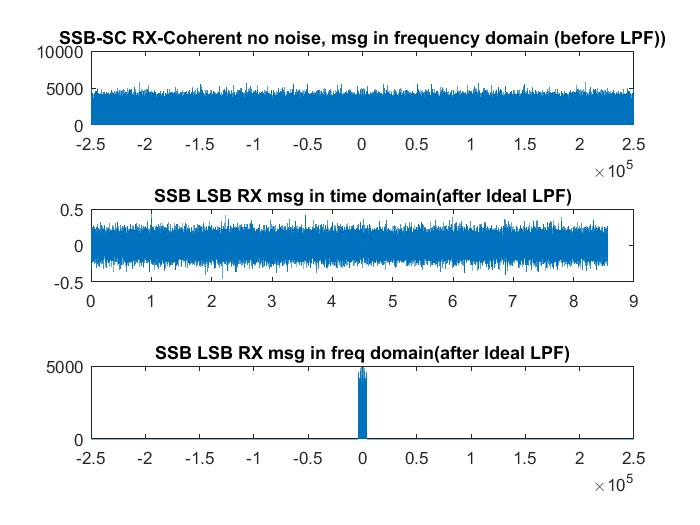 SSB-SC RX-Coherent no noise, msg in frequency domain (before LPF))
10000
5000
0
-2.5 -2 -1.5 -1 -0.5 0 0.5 1 1.5 2 2.5
×10^5
SSB LSB RX msg in time domain(after Ideal LPF)
0.5
0
-0.5
0 1 2 3 4 5 6 7 8 9
SSB LSB RX msg in freq domain(after Ideal LPF)
5000
0
-2.5 -2 -1.5 -1 -0.5 0 0.5 1 1.5 2 2.5
×10^5